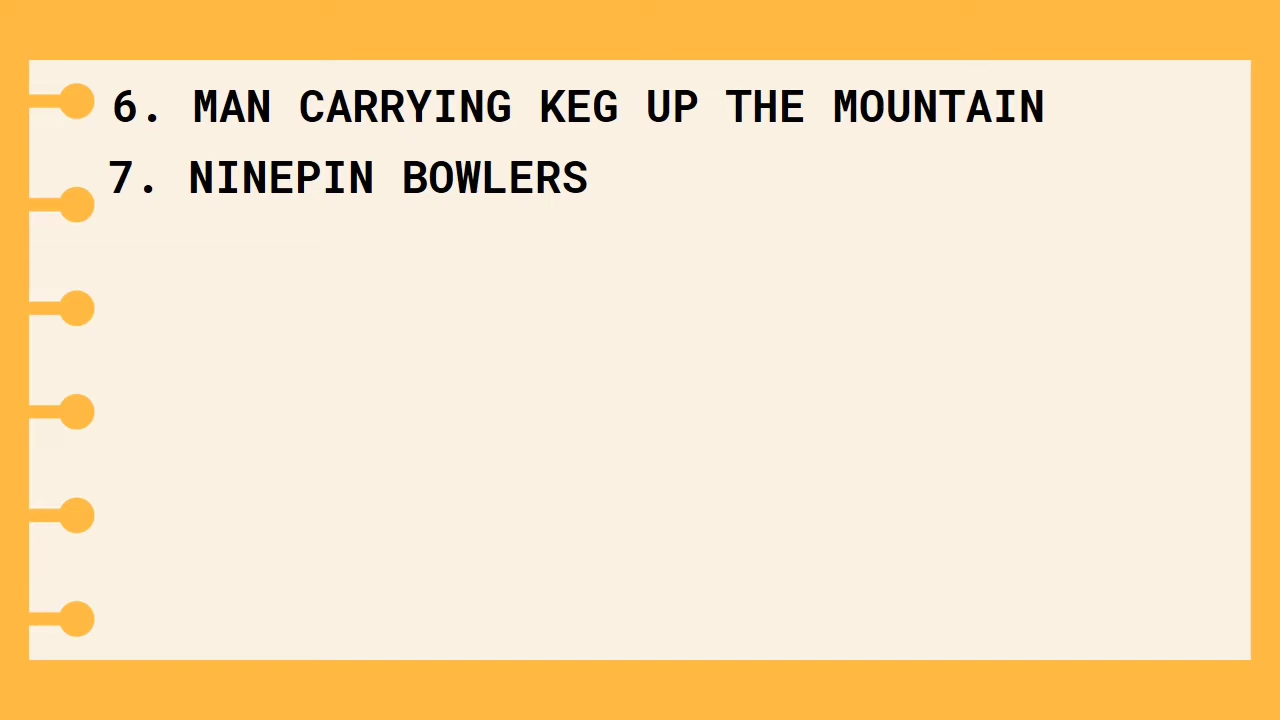 6. MAN CARRYING KEG UP THE MOUNTAIN
7. NINEPIN BOWLERS